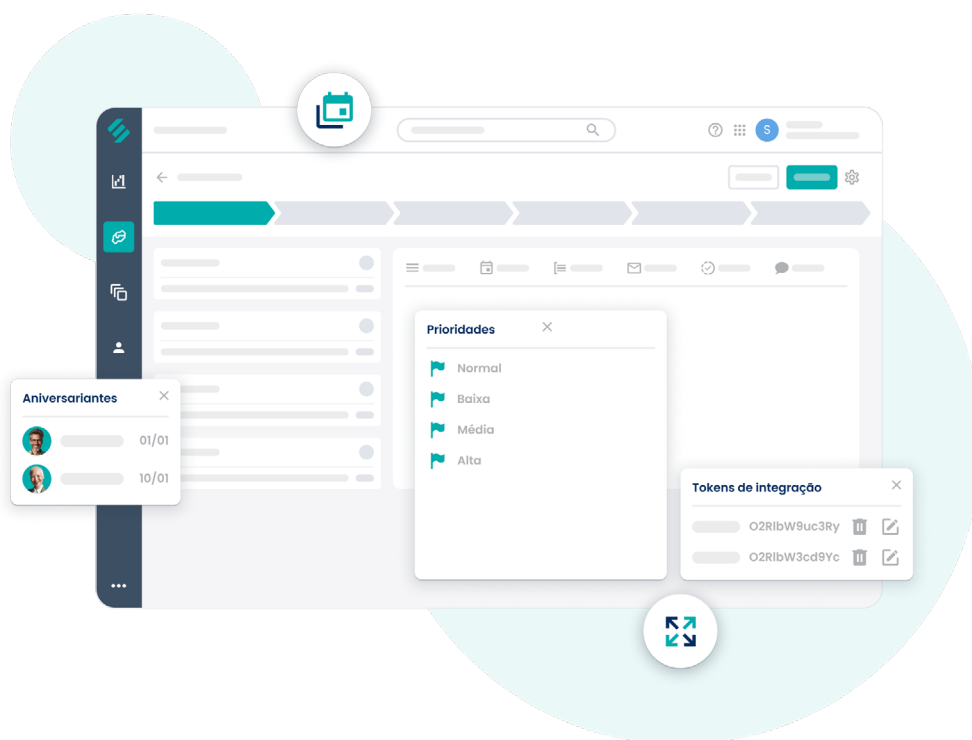 S
Prioridades
Normal
Baixa
Média
Alta
Aniversariantes
01/01
10/01
Tokens de integração
O2RlbW9uc3Ry
O2RlbW3cd9Yc